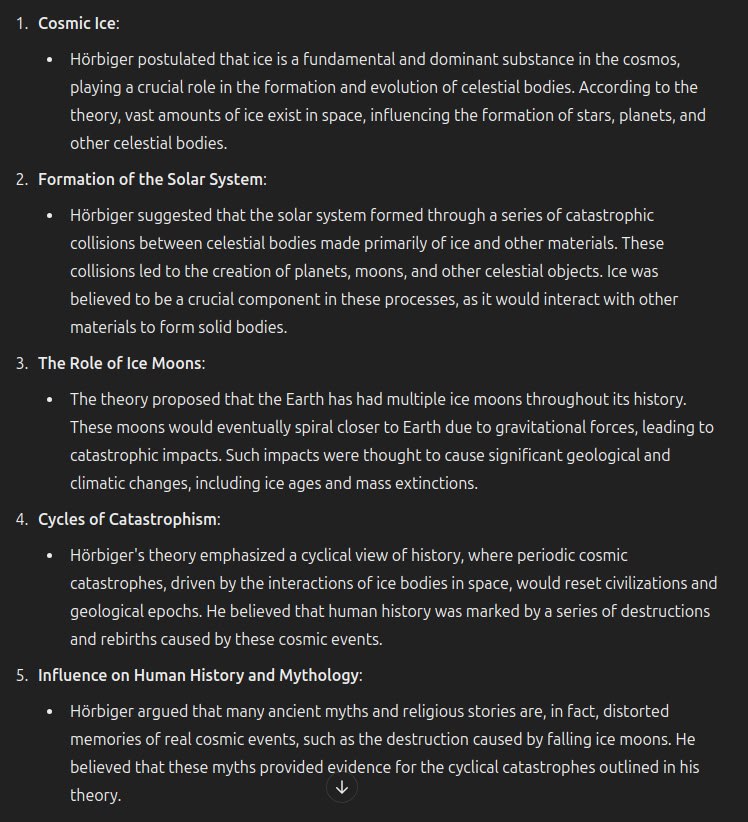 1. Cosmic Ice:
• Hörbiger postulated that ice is a fundamental and dominant substance in the cosmos,
playing a crucial role in the formation and evolution of celestial bodies. According to the
theory, vast amounts of ice exist in space, influencing the formation of stars, planets, and
other celestial bodies.
2. Formation of the Solar System:
• Hörbiger suggested that the solar system formed through a series of catastrophic
collisions between celestial bodies made primarily of ice and other materials. These
collisions led to the creation of planets, moons, and other celestial objects. Ice was
believed to be a crucial component in these processes, as it would interact with other
materials to form solid bodies.
3. The Role of Ice Moons:
• The theory proposed that the Earth has had multiple ice moons throughout its history.
These moons would eventually spiral closer to Earth due to gravitational forces, leading to
catastrophic impacts. Such impacts were thought to cause significant geological and
climatic changes, including ice ages and mass extinctions.
4. Cycles of Catastrophism:
• Hörbiger's theory emphasized a cyclical view of history, where periodic cosmic
catastrophes, driven by the interactions of ice bodies in space, would reset civilizations and
geological epochs. He believed that human history was marked by a series of destructions
and rebirths caused by these cosmic events.
5. Influence on Human History and Mythology:
• Hörbiger argued that many ancient myths and religious stories are, in fact, distorted
memories of real cosmic events, such as the destruction caused by falling ice moons. He
believed that these myths provided evidence for the cyclical catastrophes outlined in his
theory.